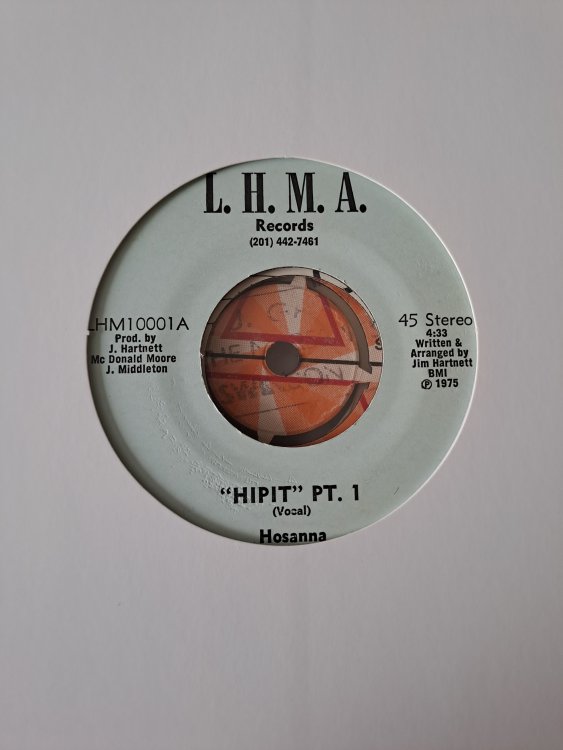 L. H. M. A.
Records
(201) 442-7461
LHM10001A
Prod. by
J. Hartnett
Mc Donald Moore
J. Middleton
45 Stereo
4:33
Written &
Arranged by
Jim Hartnett
BMI
℗ 1975
“HIPIT” PT. 1
(Vocal)
Hosanna